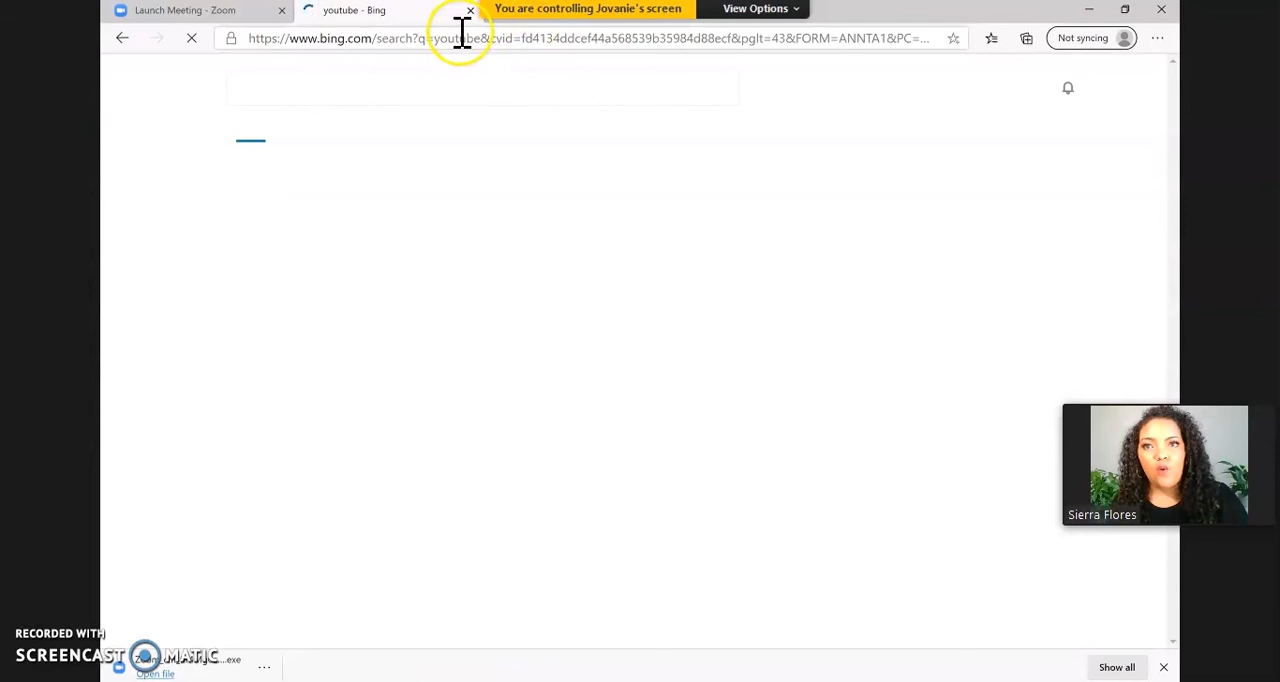 Launch Meeting - Zoom
youtube - Bing
You are controlling Jovanie's screen
View Options
https://www.bing.com/search?q=youtube&cvid=fd4134ddcef44a568539b35984d88ecf&pglt=43&FORM=ANNTA1&PC=...
Not syncing
Sierra Flores
RECORDED WITH
SCREENCAST MATIC
.exe
Open file
Show all